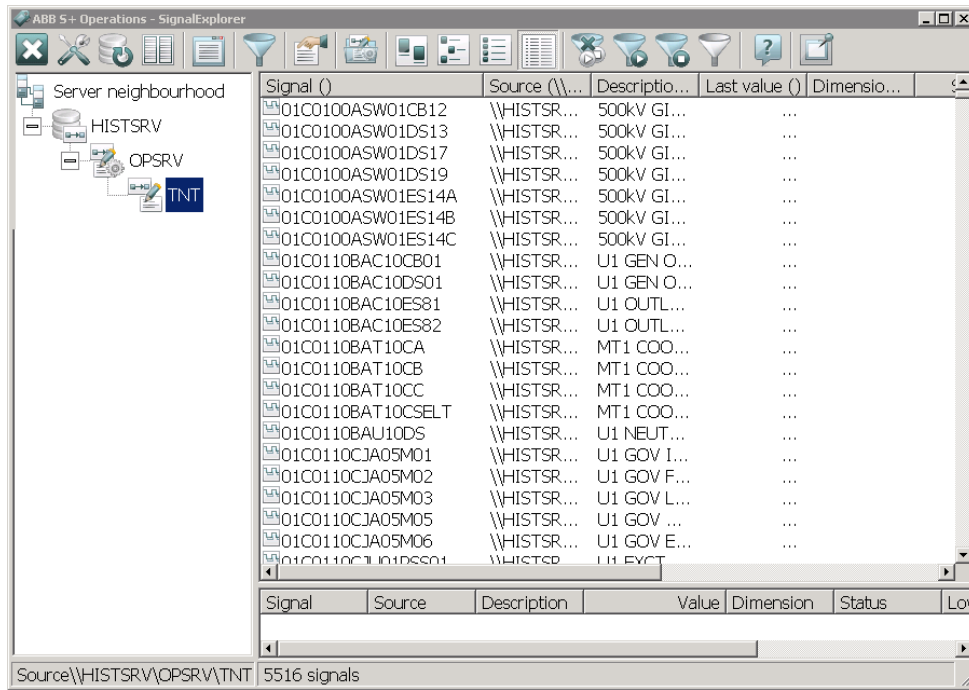 ABB S+ Operations - SignalExplorer
Server neighbourhood
HISTSRV
OPSRV
TNT
Signal () Source (\\... Descriptio... Last value () Dimensio...
01C0100ASW01CB12 \\HISTSR... 500kV GI... ...
01C0100ASW01DS13 \\HISTSR... 500kV GI... ...
01C0100ASW01DS17 \\HISTSR... 500kV GI... ...
01C0100ASW01DS19 \\HISTSR... 500kV GI... ...
01C0100ASW01ES14A \\HISTSR... 500kV GI... ...
01C0100ASW01ES14B \\HISTSR... 500kV GI... ...
01C0100ASW01ES14C \\HISTSR... 500kV GI... ...
01C0110BAC10CB01 \\HISTSR... U1 GEN O... ...
01C0110BAC10DS01 \\HISTSR... U1 GEN O... ...
01C0110BAC10ES81 \\HISTSR... U1 OUTL... ...
01C0110BAC10ES82 \\HISTSR... U1 OUTL... ...
01C0110BAT10CA \\HISTSR... MT1 COO... ...
01C0110BAT10CB \\HISTSR... MT1 COO... ...
01C0110BAT10CC \\HISTSR... MT1 COO... ...
01C0110BAT10CSELT \\HISTSR... MT1 COO... ...
01C0110BAU10DS \\HISTSR... U1 NEUT... ...
01C0110CJA05M01 \\HISTSR... U1 GOV I... ...
01C0110CJA05M02 \\HISTSR... U1 GOV F... ...
01C0110CJA05M03 \\HISTSR... U1 GOV L... ...
01C0110CJA05M05 \\HISTSR... U1 GOV ... ...
01C0110CJA05M06 \\HISTSR... U1 GOV E... ...
01C0110CJU01PSS01 \\HISTSR U1 EXCT
Signal Source Description Value Dimension Status Lo
Source\\HISTSRV\OPSRV\TNT 5516 signals